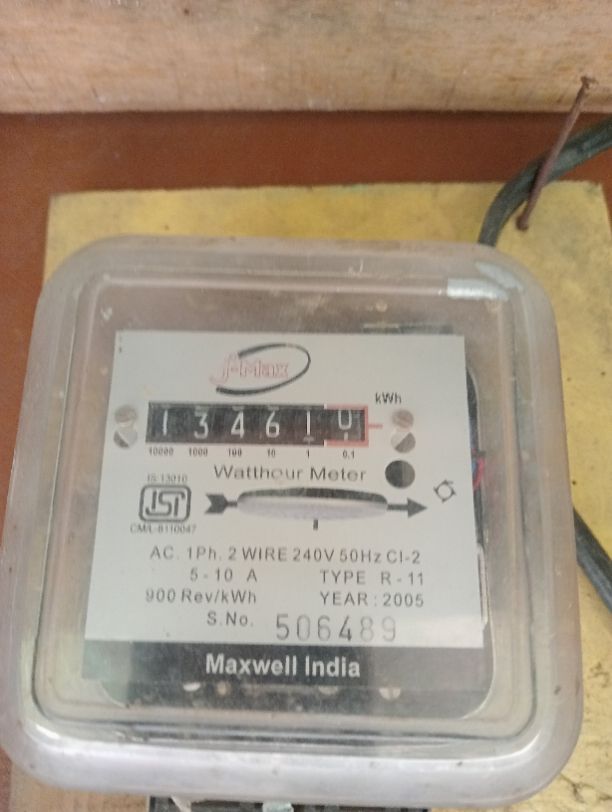 j-Max
kWh
1 3 4 6 1 0
10000 1000 100 10 1 0.1
IS:13010
Watthour Meter
ISI
CM/L-8110047
AC. 1Ph. 2 WIRE 240V 50Hz Cl-2
5-10 A TYPE R-11
900 Rev/kWh YEAR:2005
S.No. 506489
Maxwell India